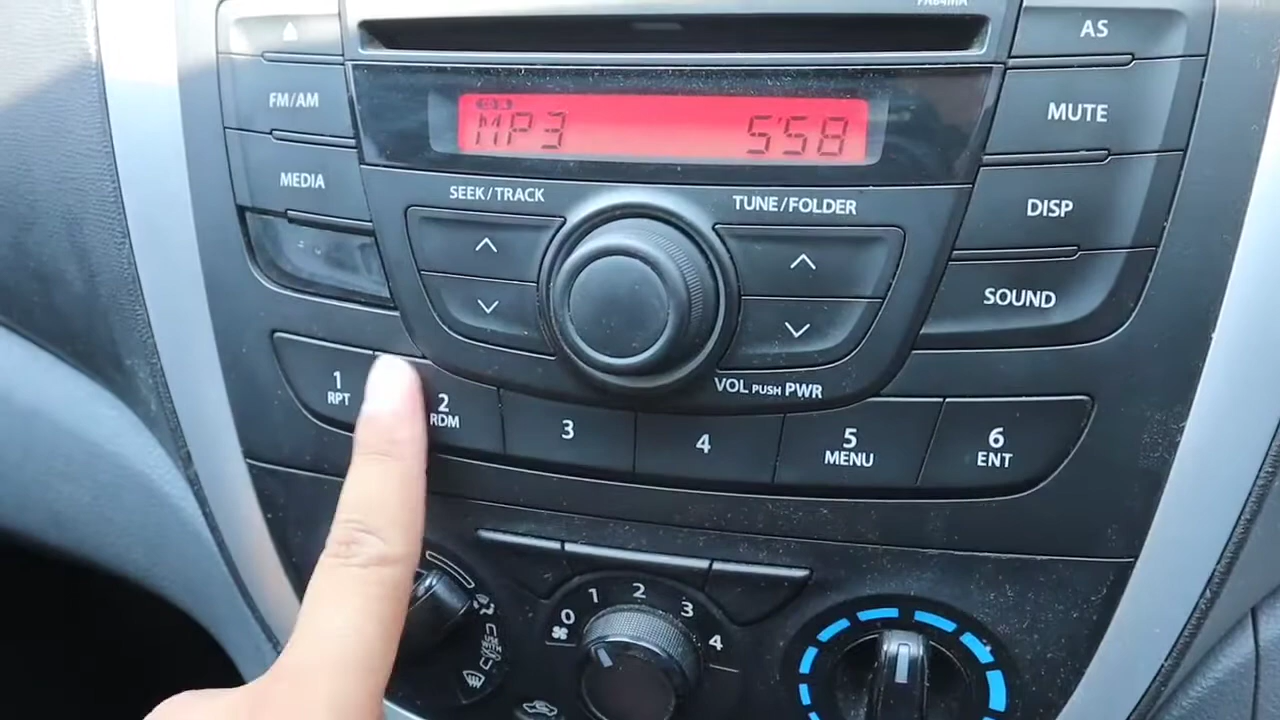 AS
FM/AM
MP3 5'58
MUTE
MEDIA
SEEK/TRACK
TUNE/FOLDER
DISP
SOUND
VOL PUSH PWR
1
RPT
2
RDM
3
4
5
MENU
6
ENT
0 1 2 3 4